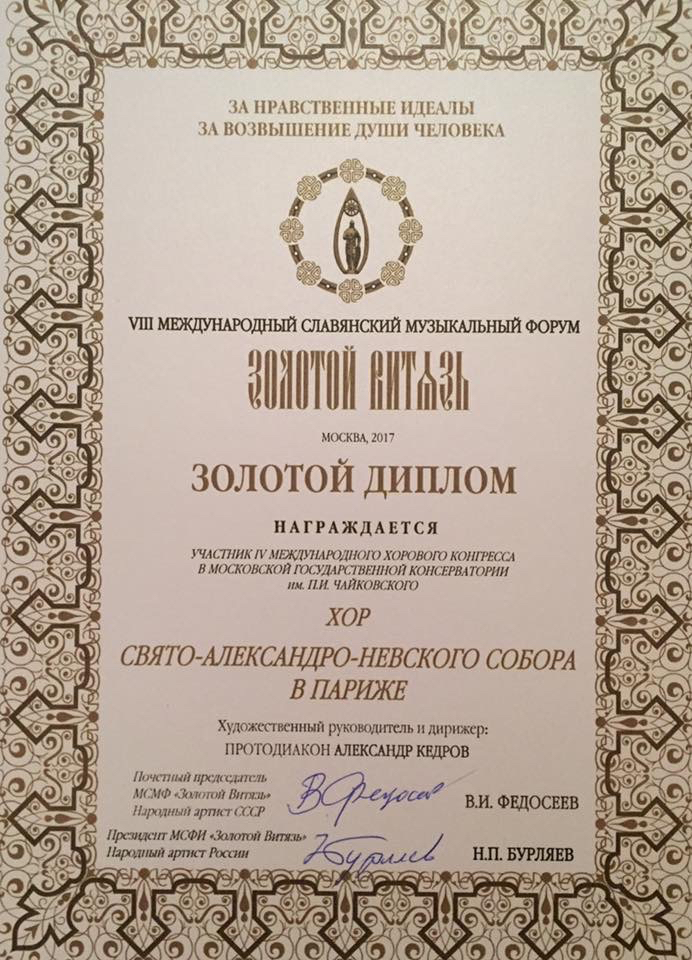 ЗА НРАВСТВЕННЫЕ ИДЕАЛЫ
ЗА ВОЗВЫШЕНИЕ ДУШИ ЧЕЛОВЕКА
VIII МЕЖДУНАРОДНЫЙ СЛАВЯНСКИЙ МУЗЫКАЛЬНЫЙ ФОРУМ
ЗОЛОТОЙ ВИТѦЗЬ
МОСКВА, 2017
ЗОЛОТОЙ ДИПЛОМ
НАГРАЖДАЕТСЯ
УЧАСТНИК IV МЕЖДУНАРОДНОГО ХОРОВОГО КОНГРЕССА
В МОСКОВСКОЙ ГОСУДАРСТВЕННОЙ КОНСЕРВАТОРИИ
им. П.И. ЧАЙКОВСКОГО
ХОР
СВЯТО-АЛЕКСАНДРО-НЕВСКОГО СОБОРА
В ПАРИЖЕ
Художественный руководитель и дирижер:
ПРОТОДИАКОН АЛЕКСАНДР КЕДРОВ
Почетный председатель
МСМФ «Золотой Витязь»
Народный артист СССР
В.И. ФЕДОСЕЕВ
Президент МСФИ «Золотой Витязь»
Народный артист России
Н.П. БУРЛЯЕВ